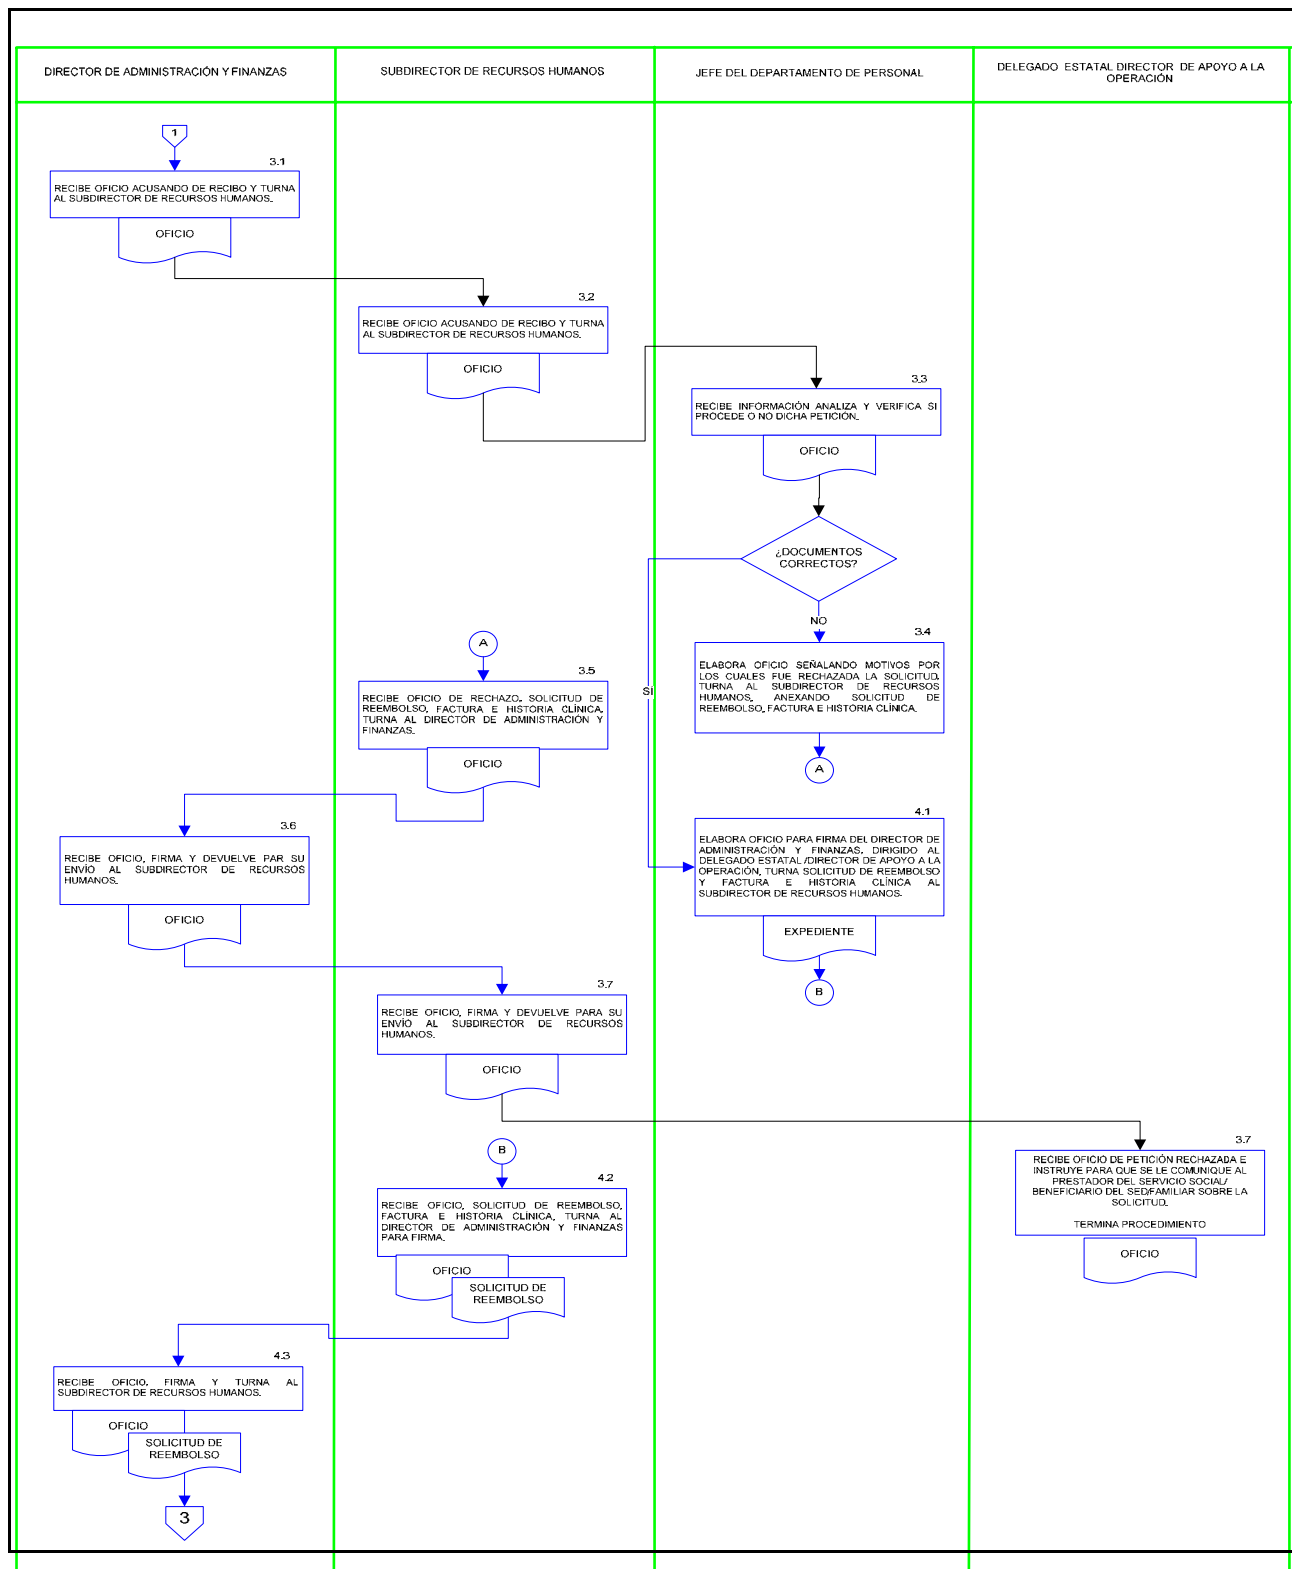 DIRECTOR DE ADMINISTRACIÓN Y FINANZAS
SUBDIRECTOR DE RECURSOS HUMANOS
JEFE DEL DEPARTAMENTO DE PERSONAL
DELEGADO ESTATAL DIRECTOR DE APOYO A LA
OPERACIÓN
1
3.1
RECIBE OFICIO ACUSANDO DE RECIBO Y TURNA
AL SUBDIRECTOR DE RECURSOS HUMANOS.
OFICIO
3.2
RECIBE OFICIO ACUSANDO DE RECIBO Y TURNA
AL SUBDIRECTOR DE RECURSOS HUMANOS.
OFICIO
3.3
RECIBE INFORMACIÓN ANALIZA Y VERIFICA SI
PROCEDE O NO DICHA PETICIÓN.
OFICIO
¿DOCUMENTOS
CORRECTOS?
NO
SÍ
3.4
ELABORA OFICIO SEÑALANDO MOTIVOS POR
LOS CUALES FUE RECHAZADA LA SOLICITUD.
TURNA AL SUBDIRECTOR DE RECURSOS
HUMANOS, ANEXANDO SOLICITUD DE
REEMBOLSO, FACTURA E HISTORIA CLÍNICA.
A
A
3.5
RECIBE OFICIO DE RECHAZO, SOLICITUD DE
REEMBOLSO, FACTURA E HISTORIA CLÍNICA,
TURNA AL DIRECTOR DE ADMINISTRACIÓN Y
FINANZAS.
OFICIO
3.6
RECIBE OFICIO, FIRMA Y DEVUELVE PAR SU
ENVÍO AL SUBDIRECTOR DE RECURSOS
HUMANOS.
OFICIO
4.1
ELABORA OFICIO PARA FIRMA DEL DIRECTOR DE
ADMINISTRACIÓN Y FINANZAS, DIRIGIDO AL
DELEGADO ESTATAL /DIRECTOR DE APOYO A LA
OPERACIÓN, TURNA SOLICITUD DE REEMBOLSO
Y FACTURA E HISTORIA CLÍNICA AL
SUBDIRECTOR DE RECURSOS HUMANOS.
EXPEDIENTE
B
3.7
RECIBE OFICIO, FIRMA Y DEVUELVE PARA SU
ENVÍO AL SUBDIRECTOR DE RECURSOS
HUMANOS.
OFICIO
3.7
RECIBE OFICIO DE PETICIÓN RECHAZADA E
INSTRUYE PARA QUE SE LE COMUNIQUE AL
PRESTADOR DEL SERVICIO SOCIAL/
BENEFICIARIO DEL SED/FAMILIAR SOBRE LA
SOLICITUD.
TERMINA PROCEDIMIENTO
OFICIO
B
4.2
RECIBE OFICIO, SOLICITUD DE REEMBOLSO,
FACTURA E HISTORIA CLÍNICA, TURNA AL
DIRECTOR DE ADMINISTRACIÓN Y FINANZAS
PARA FIRMA.
OFICIO
SOLICITUD DE
REEMBOLSO
4.3
RECIBE OFICIO, FIRMA Y TURNA AL
SUBDIRECTOR DE RECURSOS HUMANOS.
OFICIO
SOLICITUD DE
REEMBOLSO
3